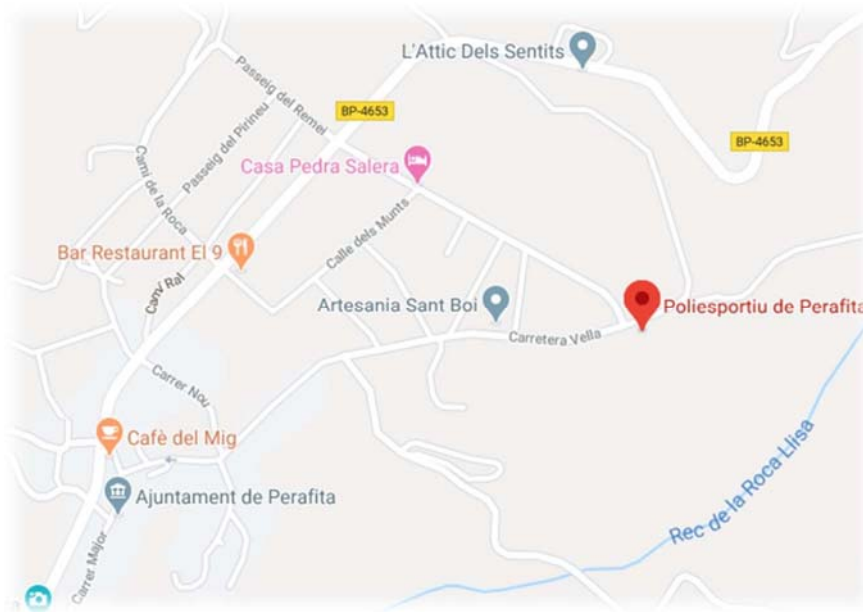 L'Attic Dels Sentits
Passeig del Remei
BP-4653
BP-4653
Passeig del Pirineu
Casa Pedra Salera
Camí de la Roca
Calle dels Munts
Bar Restaurant El 9
Camí Ral
Artesania Sant Boi
Poliesportiu de Perafita
Carretera Vella
Carrer Nou
Cafè del Mig
Ajuntament de Perafita
Rec de la Roca Llisa
Carrer Major